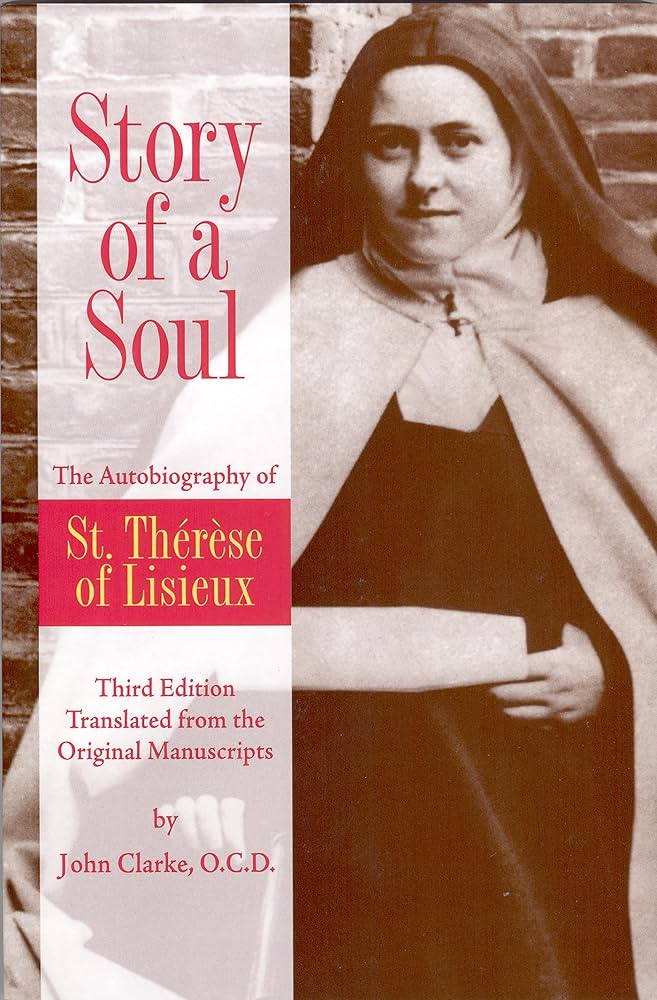 Story
of a
Soul
The Autobiography of
St. Thérèse
of Lisieux
Third Edition
Translated from the
Original Manuscripts
by
John Clarke, O.C.D.